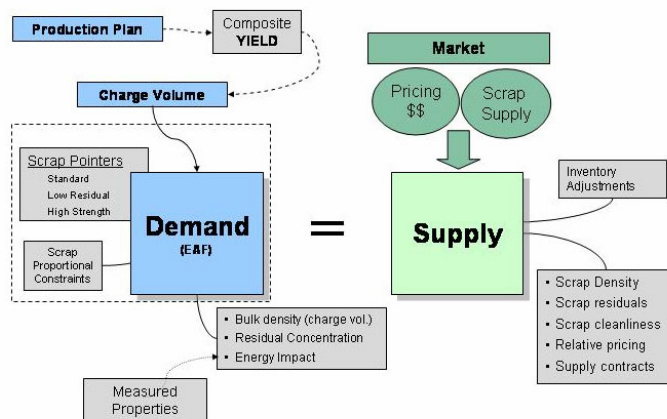 Production Plan
Composite
YIELD
Charge Volume
Market
Pricing
$$
Scrap
Supply
Scrap Pointers
Standard
Low Residual
High Strength
Scrap
Proportional
Constraints
Demand
(EAF)
=
Supply
Inventory
Adjustments
▪ Bulk density (charge vol.)
▪ Residual Concentration
▪ Energy Impact
Measured
Properties
▪ Scrap Density
▪ Scrap residuals
▪ Scrap cleanliness
▪ Relative pricing
▪ Supply contracts